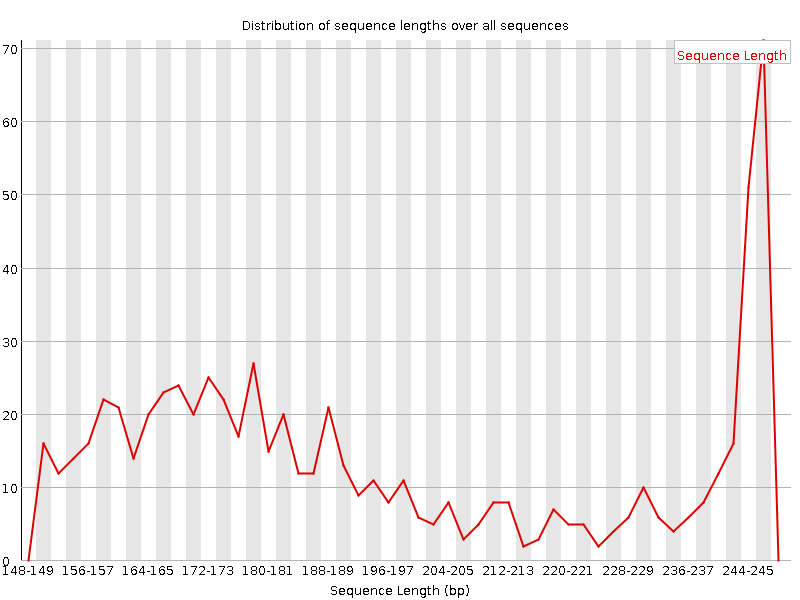 Distribution of sequence lengths over all sequences
Sequence Length
70
60
50
40
30
20
10
0
148-149 156-157 164-165 172-173 180-181 188-189 196-197 204-205 212-213 220-221 228-229 236-237 244-245
Sequence Length (bp)